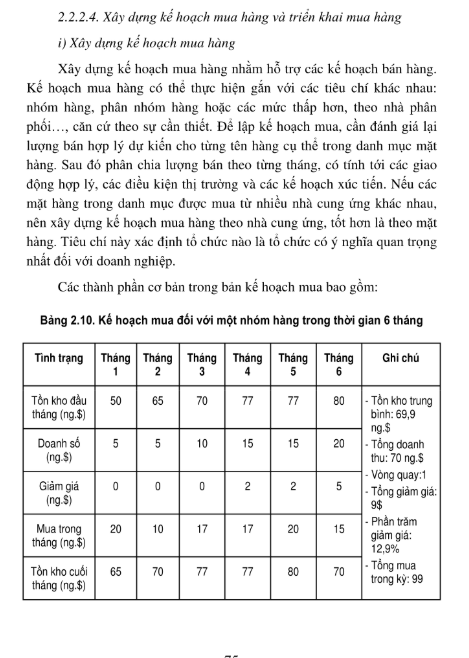 2.2.2.4. Xây dựng kế hoạch mua hàng và triển khai mua hàng
i) Xây dựng kế hoạch mua hàng
Xây dựng kế hoạch mua hàng nhằm hỗ trợ các kế hoạch bán hàng.
Kế hoạch mua hàng có thể thực hiện gắn với các tiêu chí khác nhau:
nhóm hàng, phân nhóm hàng hoặc các mức thấp hơn, theo nhà phân
phối…, căn cứ theo sự cần thiết. Để lập kế hoạch mua, cần đánh giá lại
lượng bán hợp lý dự kiến cho từng tên hàng cụ thể trong danh mục mặt
hàng. Sau đó phân chia lượng bán theo từng tháng, có tính tới các giao
động hợp lý, các điều kiện thị trường và các kế hoạch xúc tiến. Nếu các
mặt hàng trong danh mục được mua từ nhiều nhà cung ứng khác nhau,
nên xây dựng kế hoạch mua hàng theo nhà cung ứng, tốt hơn là theo mặt
hàng. Tiêu chí này xác định tổ chức nào là tổ chức có ý nghĩa quan trọng
nhất đối với doanh nghiệp.
Các thành phần cơ bản trong bản kế hoạch mua bao gồm:
Bảng 2.10. Kế hoạch mua đối với một nhóm hàng trong thời gian 6 tháng
Tình trạng Tháng 1 Tháng 2 Tháng 3 Tháng 4 Tháng 5 Tháng 6 Ghi chú
Tồn kho đầu tháng (ng.$) 50 65 70 77 77 80
Doanh số (ng.$) 5 5 10 15 15 20
Giảm giá (ng.$) 0 0 0 2 2 5
Mua trong tháng (ng.$) 20 10 17 17 20 15
Tồn kho cuối tháng (ng.$) 65 70 77 77 80 70
- Tồn kho trung
bình: 69,9
ng.$
- Tổng doanh
thu: 70 ng.$
- Vòng quay:1
- Tổng giảm giá:
9$
- Phần trăm
giảm giá:
12,9%
- Tổng mua
trong kỳ: 99